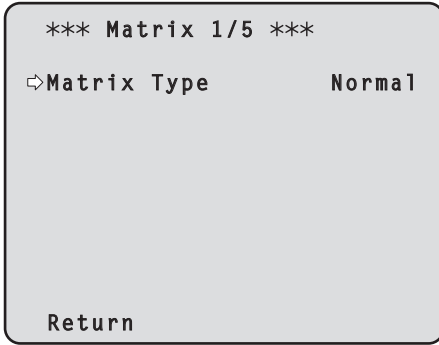 *** Matrix 1/5 ***
⇨Matrix Type Normal
Return